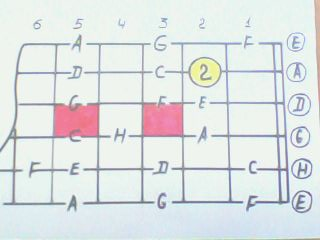 6 5 4 3 2 1
A G F E
D C 2 A
G F E D
C H A G
F E D C H
A G F E